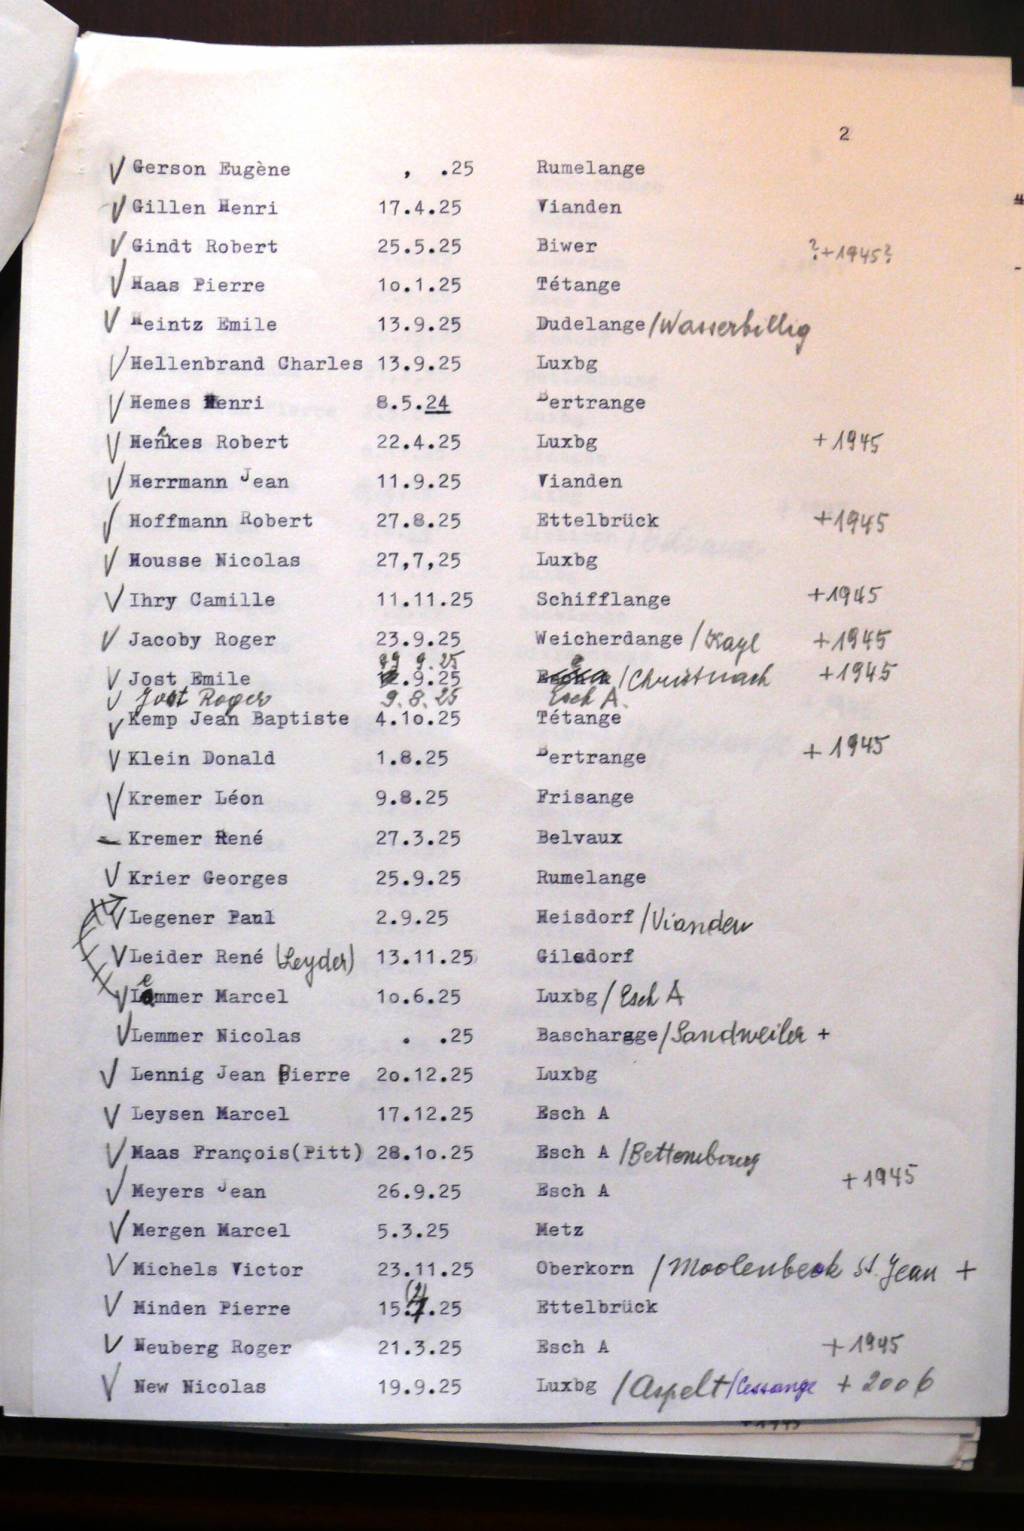 2
V Gerson Eugène , .25 Rumelange
V Gillen Henri 17.4.25 Vianden
V Gindt Robert 25.5.25 Biwer ?+1945?
V Haas Pierre 1o.1.25 Tétange
V Heintz Emile 13.9.25 Dudelange/Wasserbillig
V Hellenbrand Charles 13.9.25 Luxbg
V Hemes Henri 8.5.24 Bertrange
V Henkes Robert 22.4.25 Luxbg +1945
V Herrmann Jean 11.9.25 Vianden
V Hoffmann Robert 27.8.25 Ettelbrück +1945
V Housse Nicolas 27,7,25 Luxbg
V Ihry Camille 11.11.25 Schifflange +1945
V Jacoby Roger 23.9.25 Weicherdange /Kayl +1945
V Jost Emile .9.25 /Christnach +1945
V Jost Roger 9.8.25 Esch A.
V Kemp Jean Baptiste 4.1o.25 Tétange
V Klein Donald 1.8.25 Bertrange +1945
V Kremer Léon 9.8.25 Frisange
- Kremer René 27.3.25 Belvaux
V Krier Georges 25.9.25 Rumelange
V Legener Paul 2.9.25 Heisdorf /Vianden
V Leider René (Leyder) 13.11.25 Gilsdorf
V Lemmer Marcel 1o.6.25 Luxbg/Esch A
V Lemmer Nicolas . .25 Bascharage/Sandweiler +
V Lennig Jean Pierre 2o.12.25 Luxbg
V Leysen Marcel 17.12.25 Esch A
V Maas François(Pitt) 28.1o.25 Esch A /Bettembourg
V Meyers Jean 26.9.25 Esch A +1945
V Mergen Marcel 5.3.25 Metz
V Michels Victor 23.11.25 Oberkorn /Moolenbeek St. Jean +
V Minden Pierre 15. .25 Ettelbrück
V Neuberg Roger 21.3.25 Esch A +1945
V New Nicolas 19.9.25 Luxbg /Aspelt/Cessange +2006
+1945